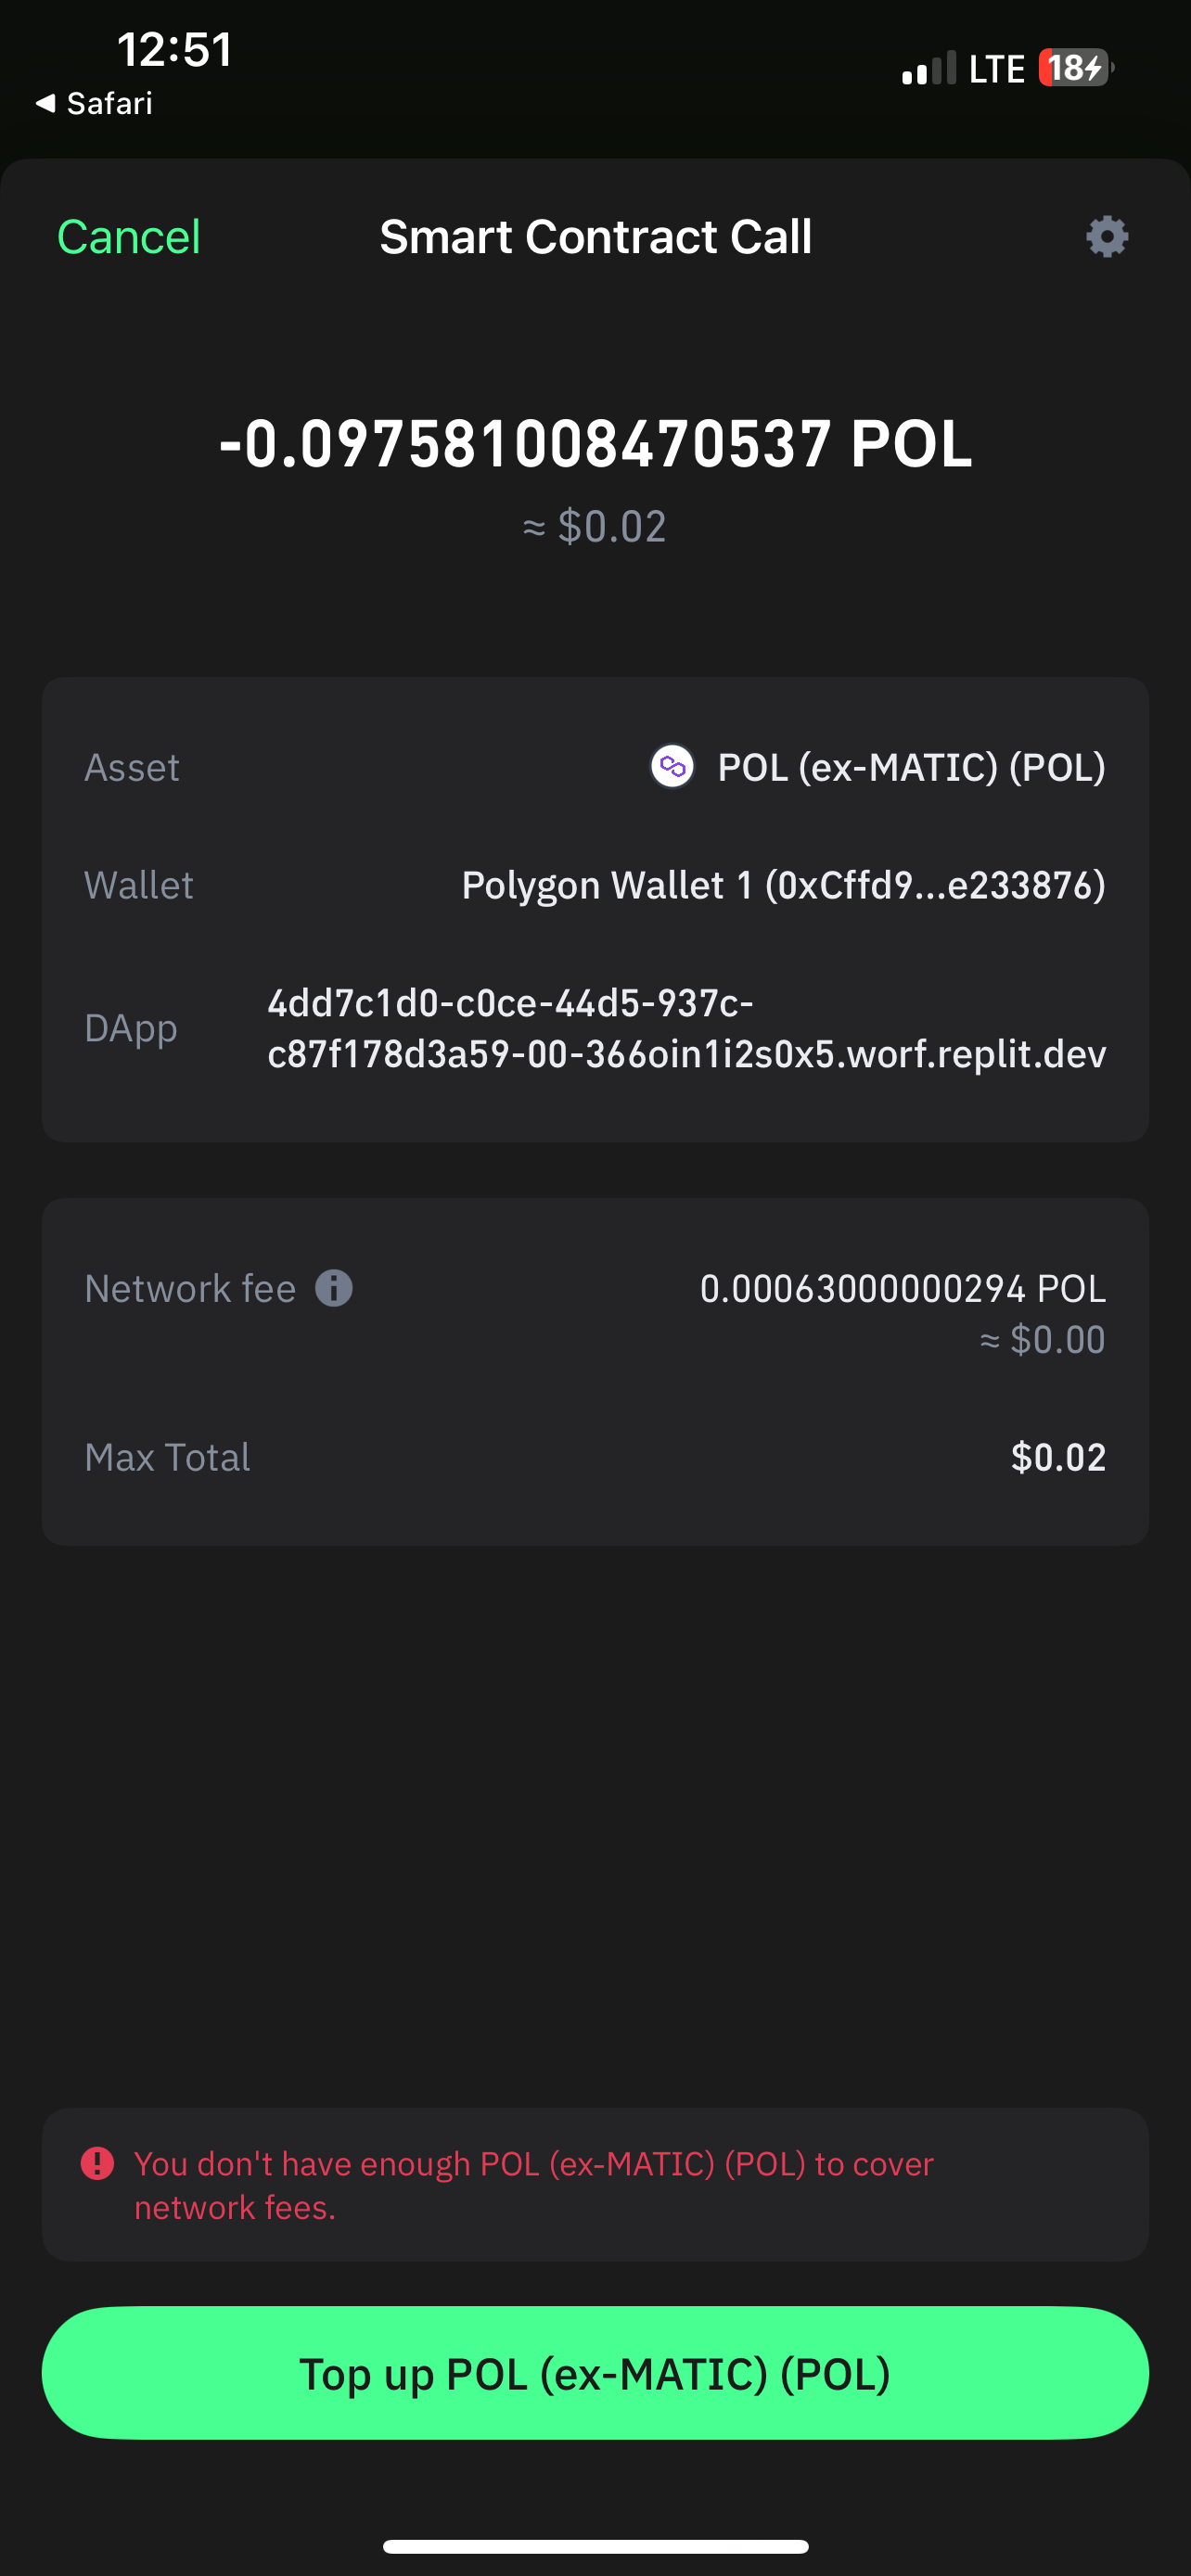 12:51
LTE 18
◀ Safari
Cancel Smart Contract Call
-0.097581008470537 POL
≈ $0.02
Asset POL (ex-MATIC) (POL)
Wallet Polygon Wallet 1 (0xCffd9...e233876)
DApp 4dd7c1d0-c0ce-44d5-937c-
c87f178d3a59-00-366oin1i2s0x5.worf.replit.dev
Network fee 0.00063000000294 POL
≈ $0.00
Max Total $0.02
You don't have enough POL (ex-MATIC) (POL) to cover
network fees.
Top up POL (ex-MATIC) (POL)